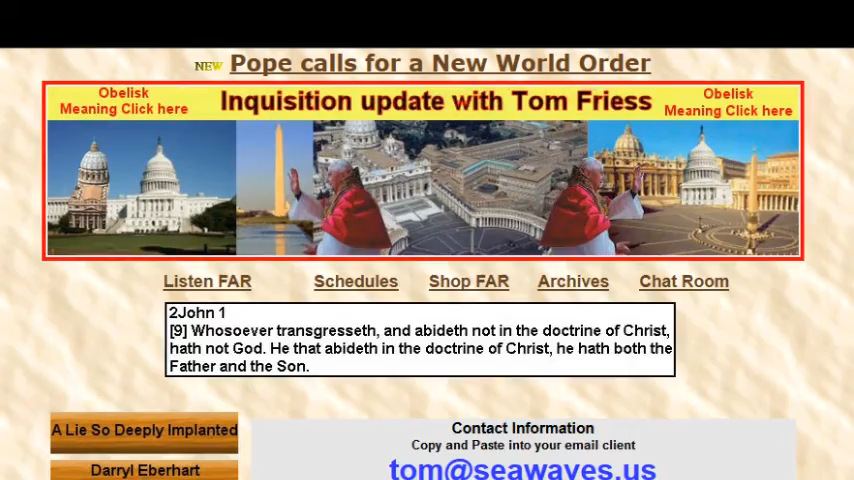 NEW Pope calls for a New World Order
Obelisk
Meaning Click here
Inquisition update with Tom Friess
Obelisk
Meaning Click here
Listen FAR Schedules Shop FAR Archives Chat Room
2John 1
[9] Whosoever transgresseth, and abideth not in the doctrine of Christ,
hath not God. He that abideth in the doctrine of Christ, he hath both the
Father and the Son.
A Lie So Deeply Implanted
Darryl Eberhart
Contact Information
Copy and Paste into your email client
tom@seawaves.us